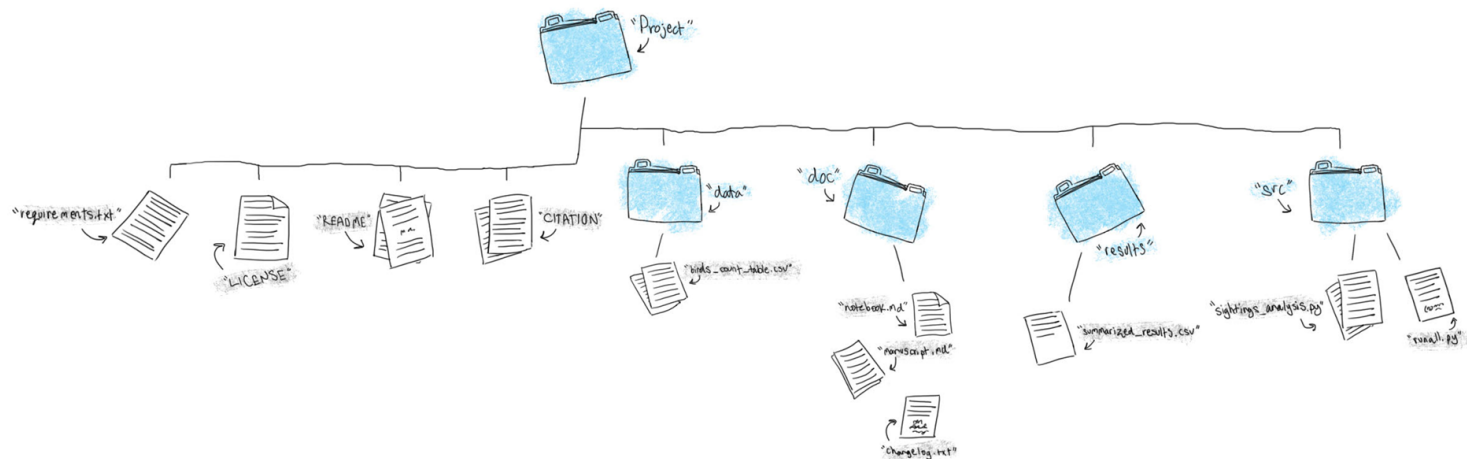 "Project"
"requirements.txt"
"LICENSE"
"README"
"CITATION"
"data"
"birds_count_table.csv"
"doc"
"notebook.md"
"manuscript.md"
"changelog.txt"
"results"
"summarized_results.csv"
"src"
"sightings_analysis.py"
"runall.py"